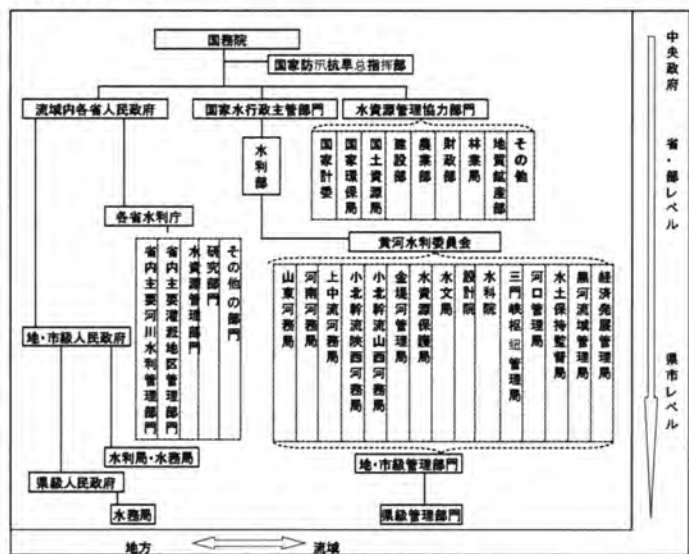 国務院
国家防汛抗旱总指揮部
流域内各省人民政府
国家水行政主管部門
水資源管理協力部門
水利部
国家計委
国家環保局
国土資源局
建設部
農業部
財政部
林業局
地質鉱産部
その他
各省水利庁
黄河水利委員会
省内主要河川水利管理部門
省内主要灌漑地区管理部門
水資源管理部門
研究部門
その他の部門
山東河務局
河南河務局
上中流河務局
小北幹流陝西河務局
小北幹流山西河務局
金堤河管理局
水資源保護局
水文局
設計院
水科院
三門峡枢纽管理局
河口管理局
水土保持監督局
黒河流域管理局
経済発展管理局
地・市級人民政府
水利局・水務局
地・市級管理部門
県級人民政府
水務局
県級管理部門
中央政府
省・部レベル
県市レベル
地方
流域